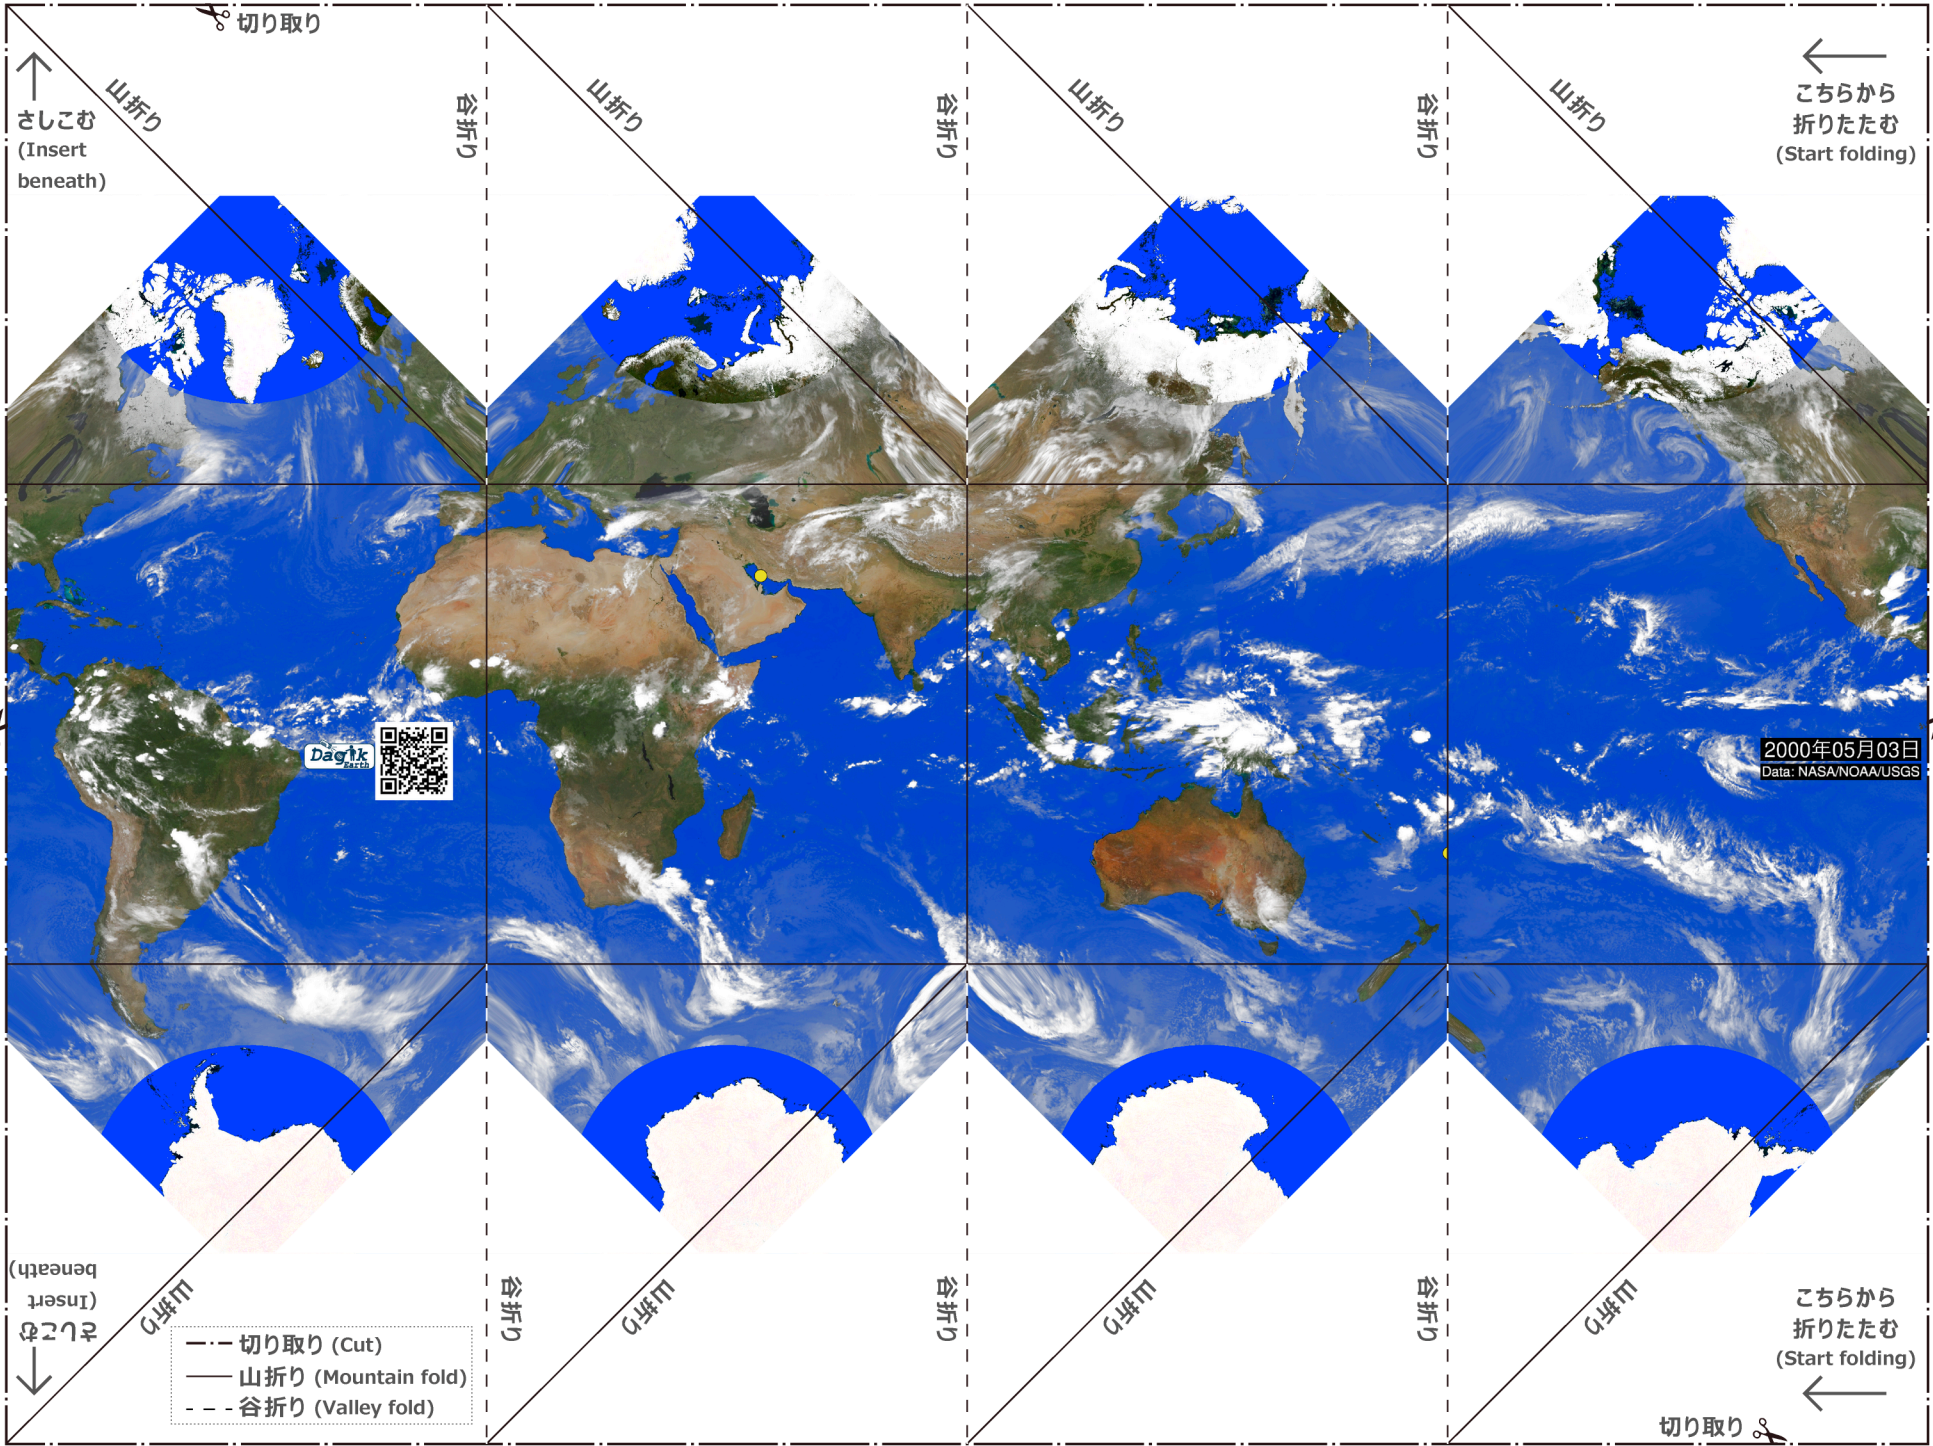 切り取り
さしこむ
(Insert
beneath)
山折り
谷折り
山折り
谷折り
山折り
谷折り
山折り
こちらから
折りたたむ
(Start folding)
Dagik
Earth
2000年05月03日
Data: NASA/NOAA/USGS
さしこむ
(Insert
beneath)
山折り
谷折り
山折り
谷折り
山折り
谷折り
山折り
こちらから
折りたたむ
(Start folding)
切り取り (Cut)
山折り (Mountain fold)
谷折り (Valley fold)
切り取り